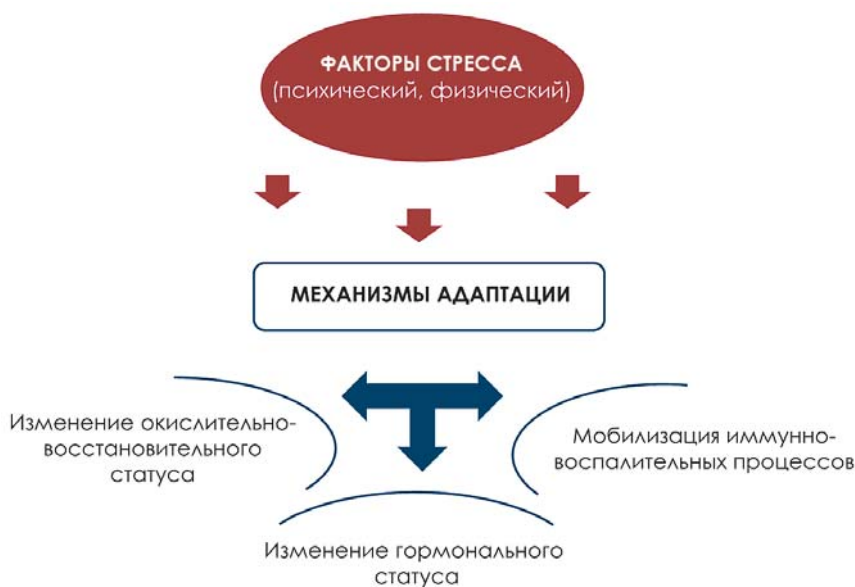 ФАКТОРЫ СТРЕССА
(психический, физический)
МЕХАНИЗМЫ АДАПТАЦИИ
Изменение окислительно-
восстановительного
статуса
Мобилизация иммунно-
воспалительных процессов
Изменение гормонального
статуса